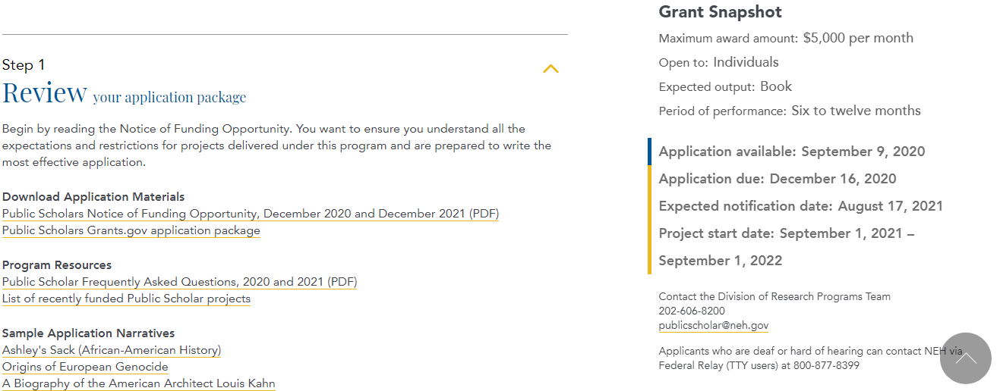 Step 1
Review your application package
Begin by reading the Notice of Funding Opportunity. You want to ensure you understand all the
expectations and restrictions for projects delivered under this program and are prepared to write the
most effective application.
Download Application Materials
Public Scholars Notice of Funding Opportunity, December 2020 and December 2021 (PDF)
Public Scholars Grants.gov application package
Program Resources
Public Scholar Frequently Asked Questions, 2020 and 2021 (PDF)
List of recently funded Public Scholar projects
Sample Application Narratives
Ashley's Sack (African-American History)
Origins of European Genocide
A Biography of the American Architect Louis Kahn
Grant Snapshot
Maximum award amount: $5,000 per month
Open to: Individuals
Expected output: Book
Period of performance: Six to twelve months
Application available: September 9, 2020
Application due: December 16, 2020
Expected notification date: August 17, 2021
Project start date: September 1, 2021 –
September 1, 2022
Contact the Division of Research Programs Team
202-606-8200
publicscholar@neh.gov
Applicants who are deaf or hard of hearing can contact NEH via
Federal Relay (TTY users) at 800-877-8399